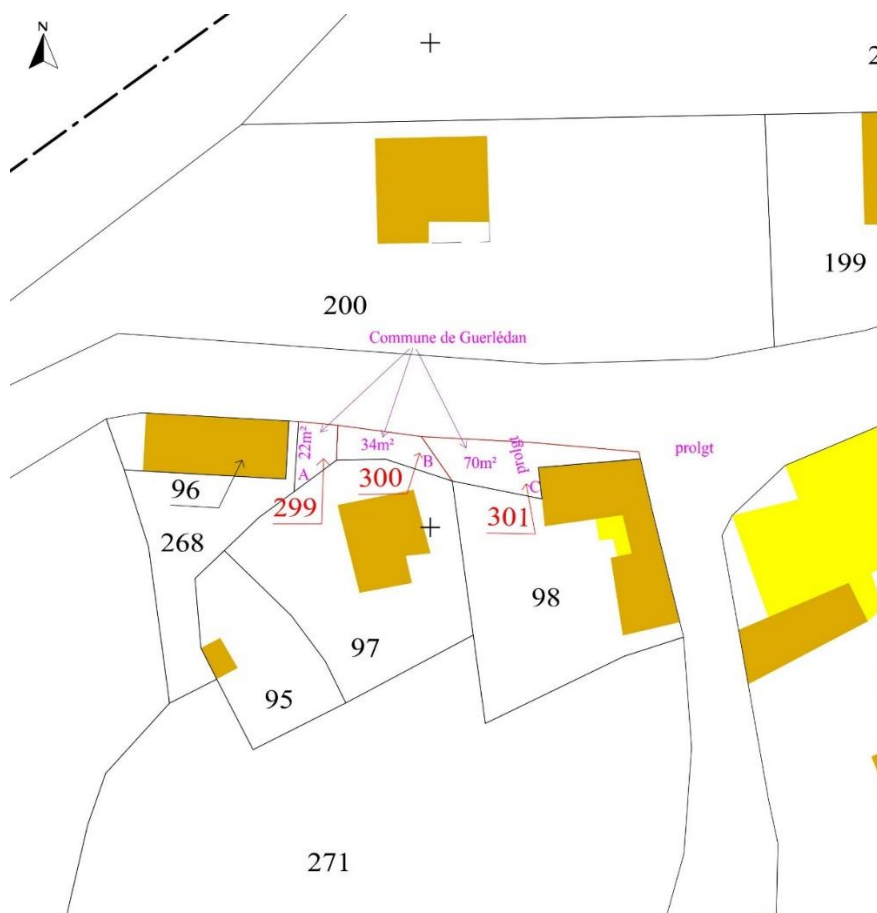 N
2
199
200
Commune de Guerlédan
22m²
34m²
70m²
prolgt
prolgt
A
B
C
96
299
300
301
268
97
98
95
271